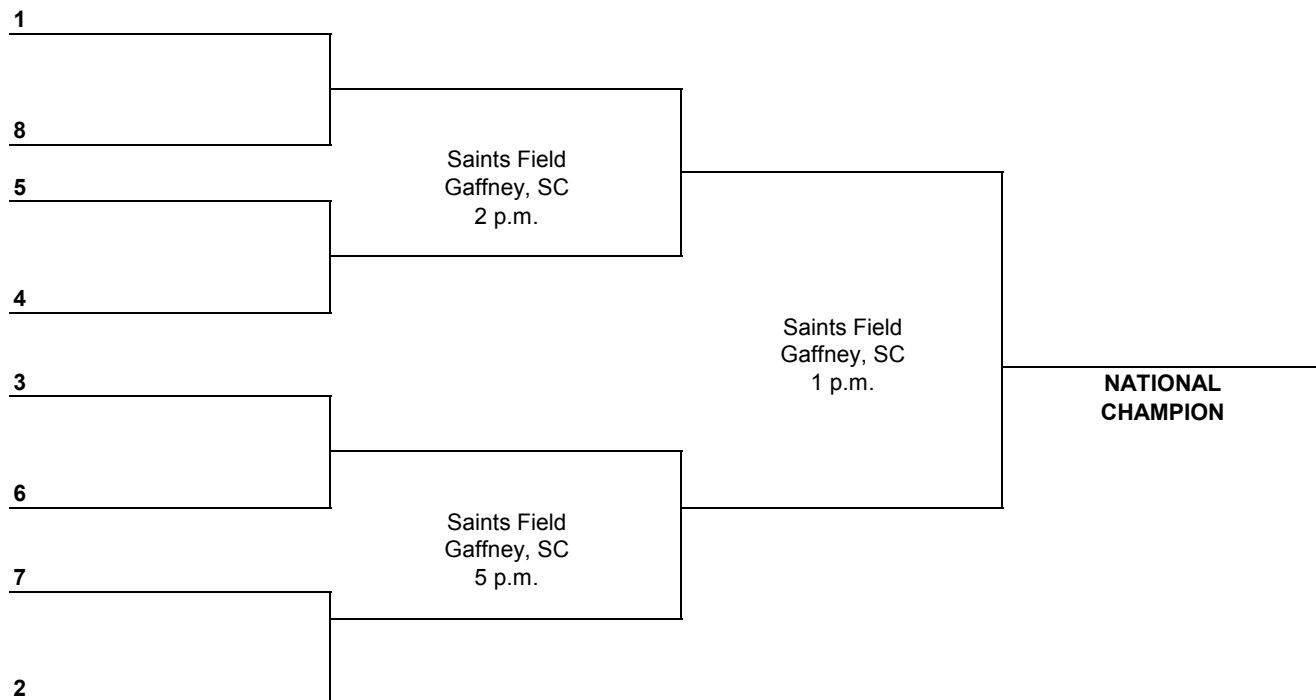 1
8
Saints Field
Gaffney, SC
2 p.m.
5
4
Saints Field
Gaffney, SC
1 p.m.
NATIONAL
CHAMPION
3
6
Saints Field
Gaffney, SC
5 p.m.
7
2